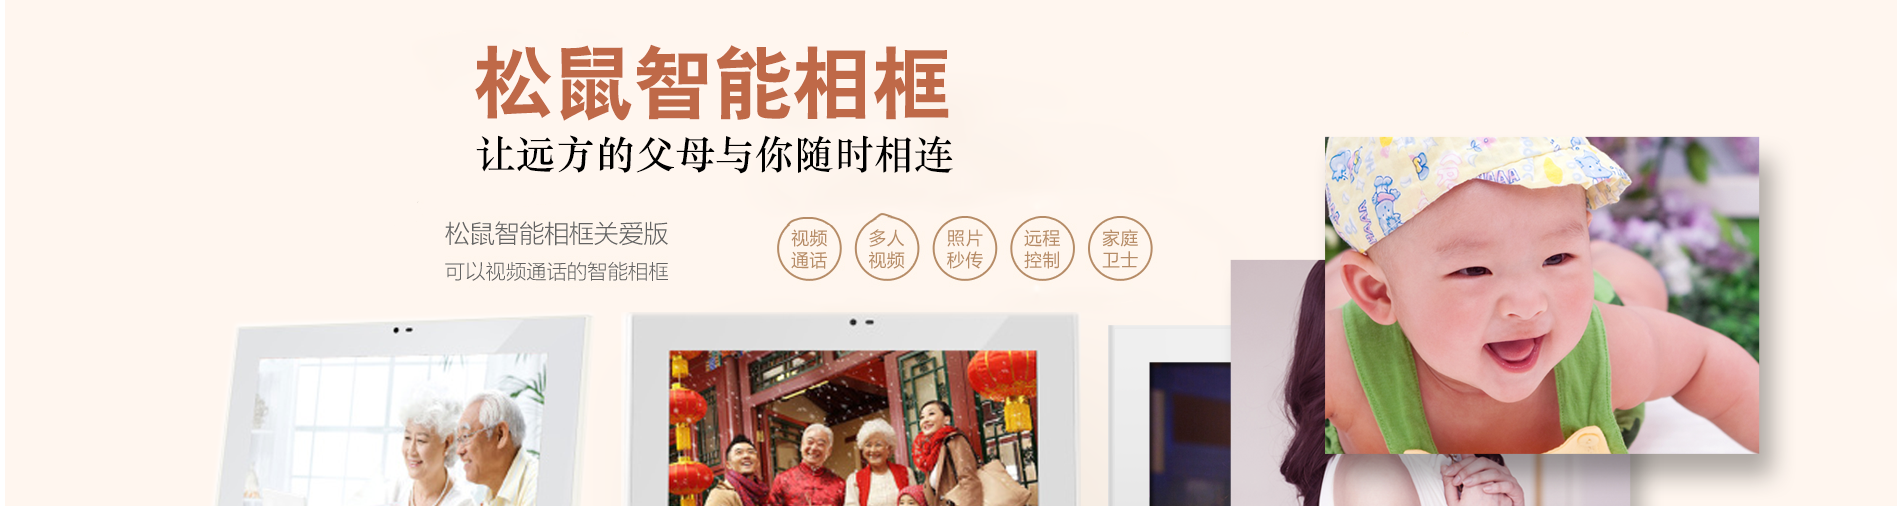 松鼠智能相框
让远方的父母与你随时相连
松鼠智能相框关爱版
可以视频通话的智能相框
视频
通话
多人
视频
照片
秒传
远程
控制
家庭
卫士